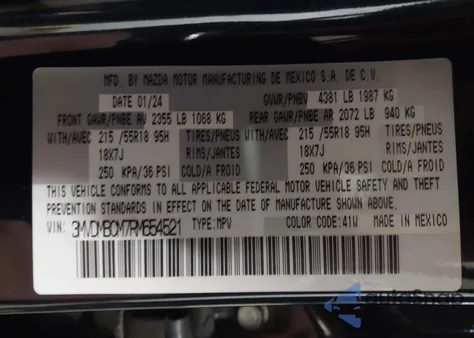 MFD. BY MAZDA MOTOR MANUFACTURING DE MEXICO S.A. DE C.V.
DATE 01/24 GVWR/PNBV 4381 LB 1987 KG
FRONT GAWR/PNBE AV 2355 LB 1068 KG REAR GAWR/PNBE AR 2072 LB 940 KG
WITH/AVEC 215 /55R18 95H TIRES/PNEUS WITH/AVEC 215 /55R18 95H TIRES/PNEUS
18X7J RIMS/JANTES 18X7J RIMS/JANTES
250 KPA/36 PSI COLD/A FROID 250 KPA/36 PSI COLD/A FROID
THIS VEHICLE CONFORMS TO ALL APPLICABLE FEDERAL MOTOR VEHICLE SAFETY AND THEFT
PREVENTION STANDARDS IN EFFECT ON THE DATE OF MANUFACTURE SHOWN ABOVE.
VIN: 3MVDMBCM7RM654521 TYPE:MPV COLOR CODE:41W MADE IN MEXICO